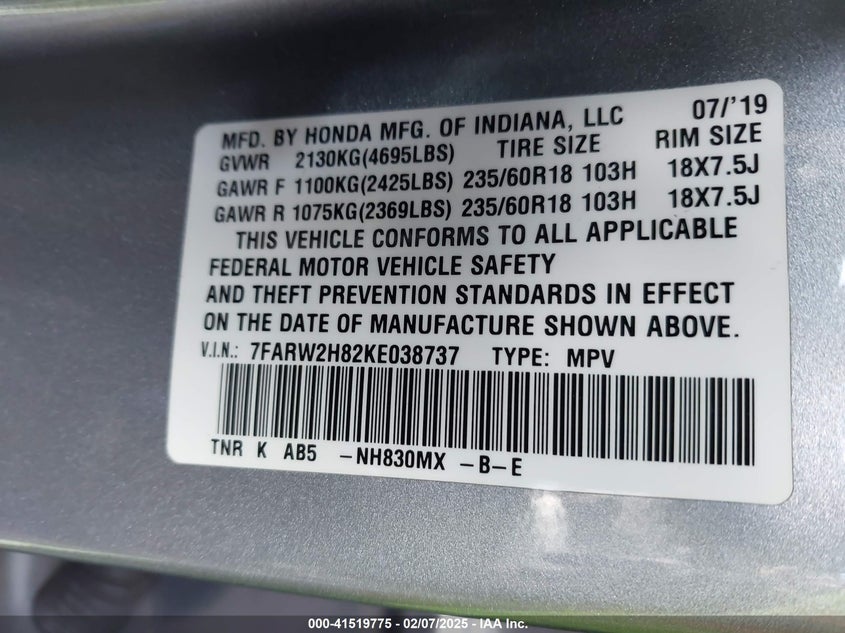 MFD. BY HONDA MFG. OF INDIANA, LLC 07/'19
GVWR 2130KG(4695LBS) TIRE SIZE RIM SIZE
GAWR F 1100KG(2425LBS) 235/60R18 103H 18X7.5J
GAWR R 1075KG(2369LBS) 235/60R18 103H 18X7.5J
THIS VEHICLE CONFORMS TO ALL APPLICABLE
FEDERAL MOTOR VEHICLE SAFETY
AND THEFT PREVENTION STANDARDS IN EFFECT
ON THE DATE OF MANUFACTURE SHOWN ABOVE.
V.I.N.: 7FARW2H82KE038737 TYPE: MPV
TNR K AB5 -NH830MX -B-E
000-41519775 - 02/07/2025 - IAA Inc.